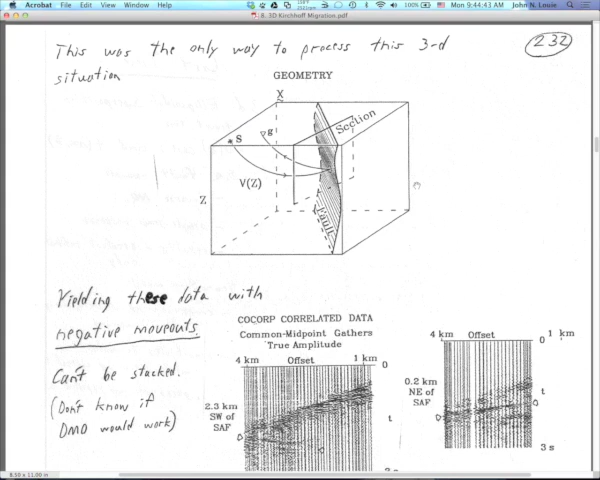 Acrobat File Edit View Window Help
100% Mon 9:44:43 AM John N. Louie
8. 3D Kirchhoff Migration.pdf
This was the only way to process this 3-rd
situation
232
GEOMETRY
X
Section
S
g
V(Z)
Z
Fault
Yielding these data with
negative moveouts.
Can't be stacked.
(Don't know if
DMO would work)
COCORP CORRELATED DATA
Common-Midpoint Gathers
True Amplitude
4 km Offset 1 km
0
2.3 km
SW of
SAF
t
4 km Offset 1 km
0
0.2 km
NE of
SAF
t
3 s
8.50 x 11.00 in